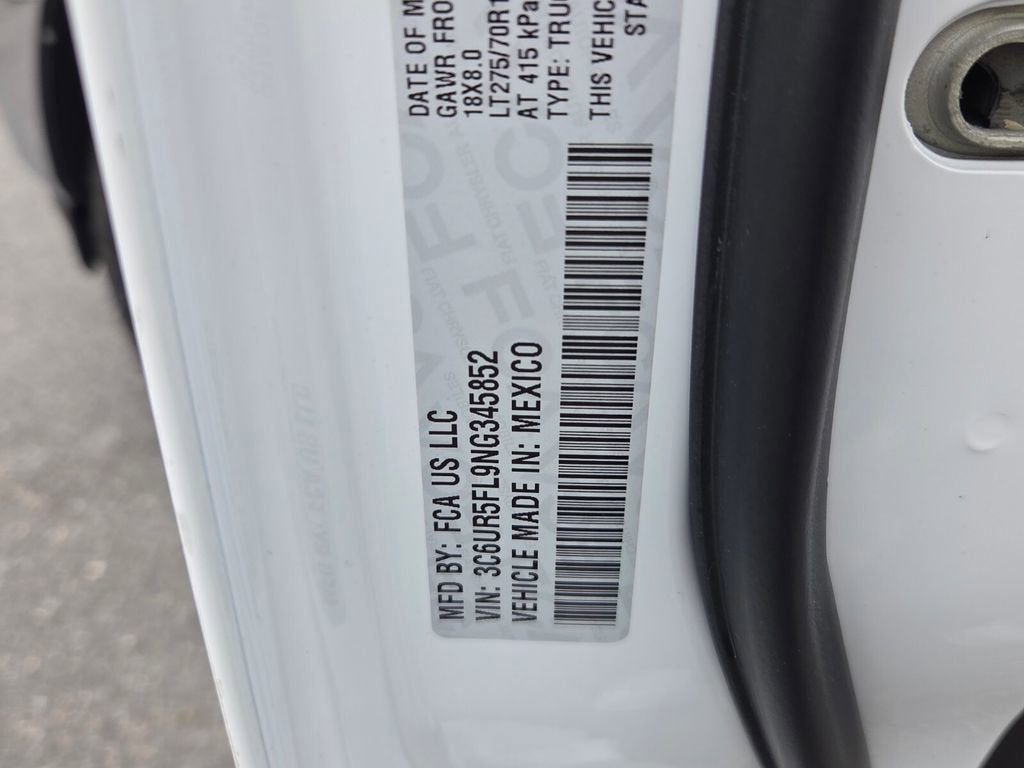 MFD BY: FCA US LLC
VIN: 3C6UR5FL9NG345852
VEHICLE MADE IN: MEXICO
DATE OF M
GAWR FRO
18X8.0
LT275/70R1
AT 415 kPa
TYPE: TRUC
THIS VEHIC
STA